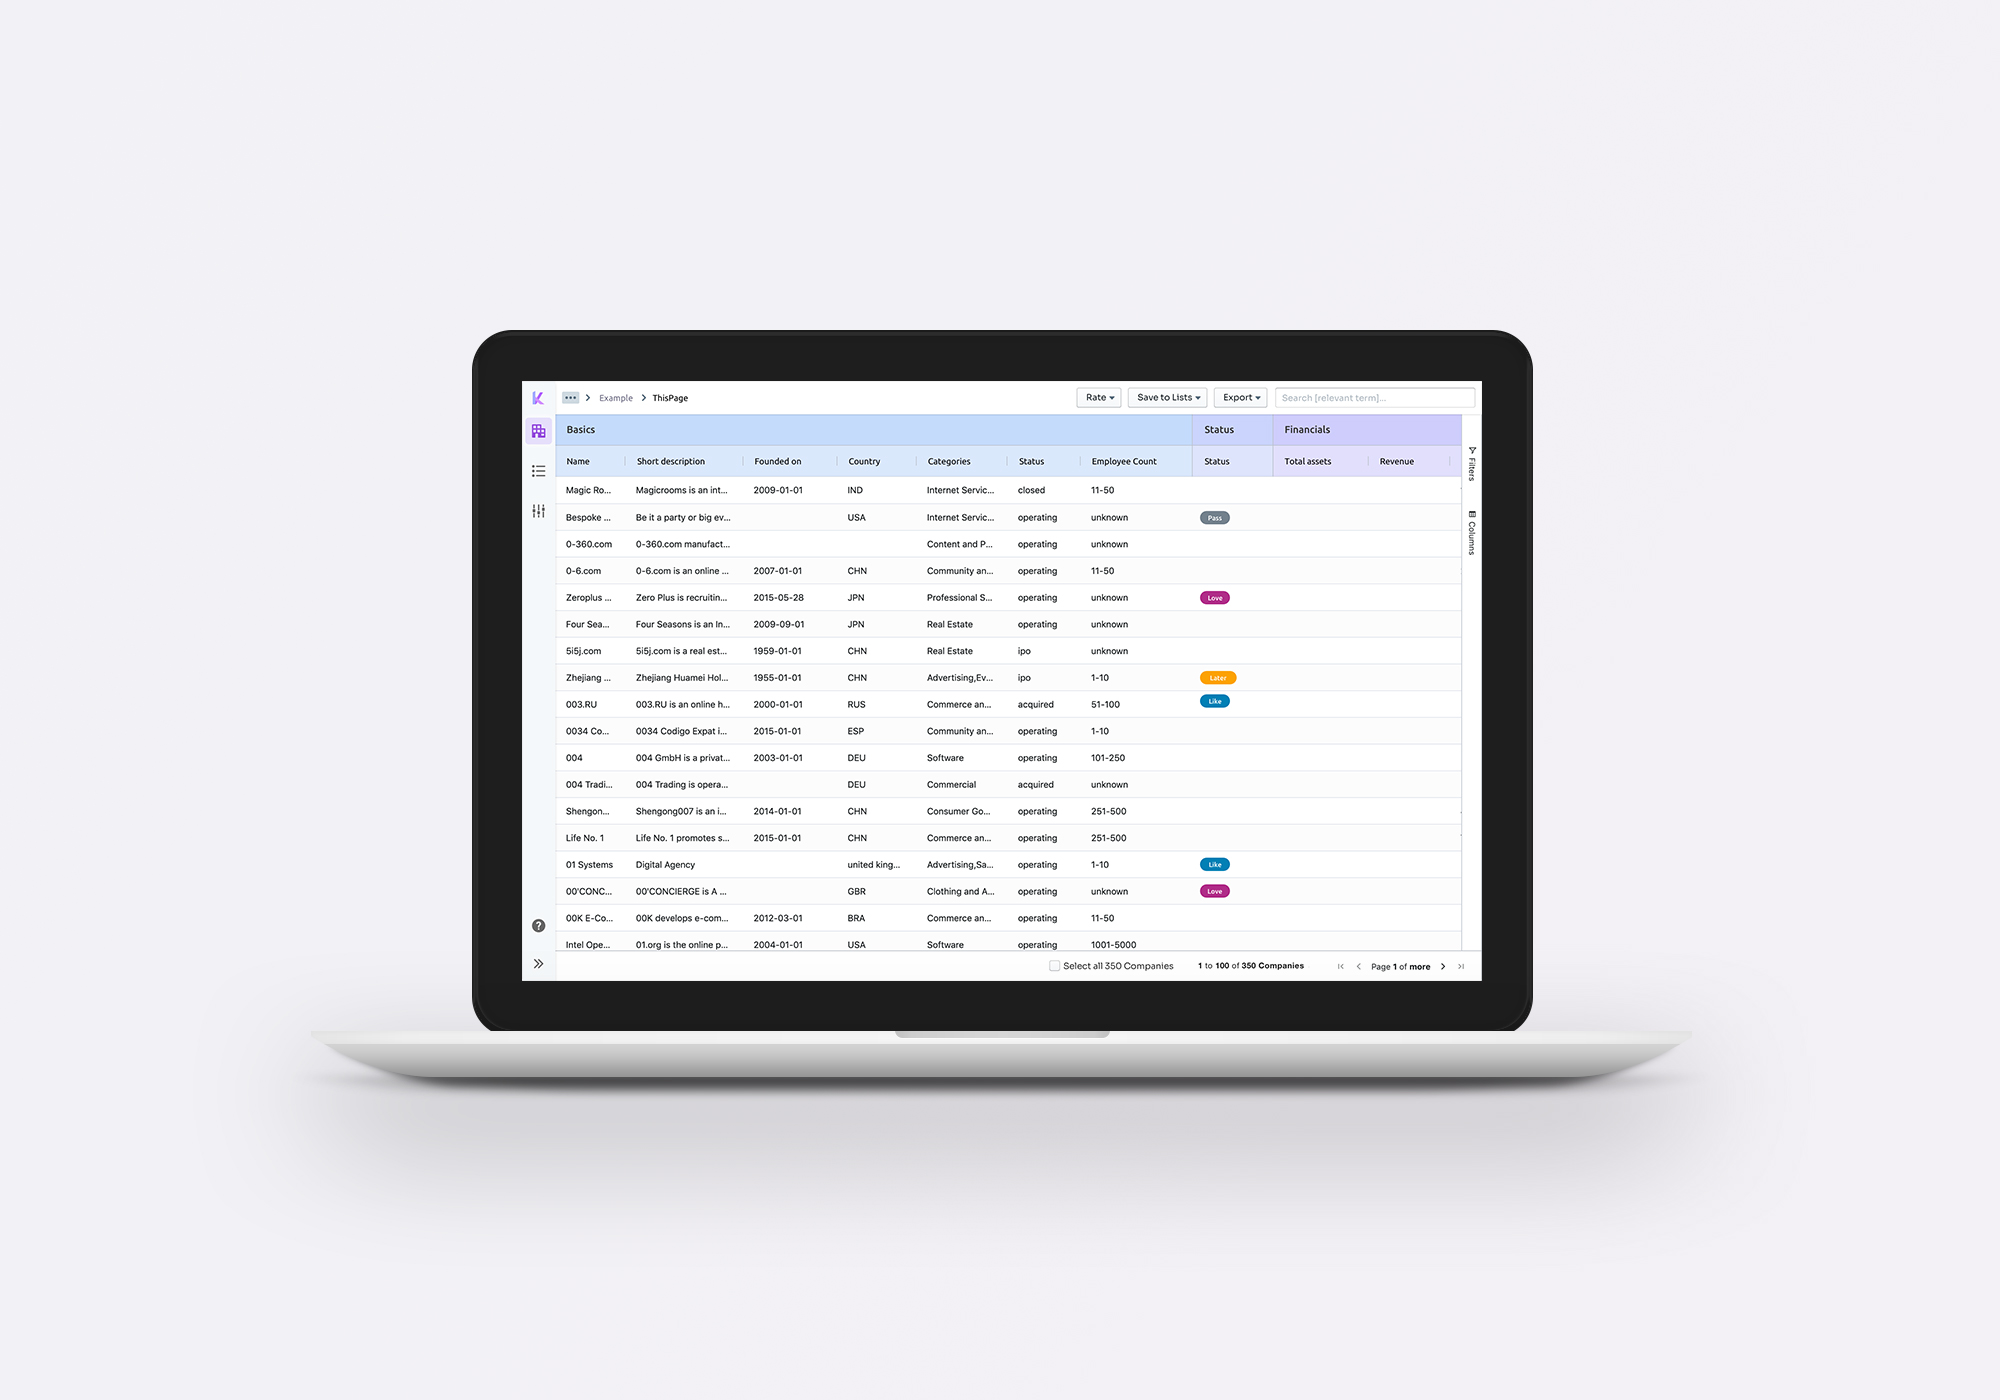 ••• > Example > ThisPage Rate Save to Lists Export Search [relevant term]...
Basics Status Financials
Name Short description Founded on Country Categories Status Employee Count Status Total assets Revenue
Magic Ro... Magicrooms is an int... 2009-01-01 IND Internet Servic... closed 11-50
Bespoke ... Be it a party or big ev... USA Internet Servic... operating unknown Pass
0-360.com 0-360.com manufact... Content and P... operating unknown
0-6.com 0-6.com is an online ... 2007-01-01 CHN Community an... operating 11-50
Zeroplus ... Zero Plus is recruitin... 2015-05-28 JPN Professional S... operating unknown Love
Four Sea... Four Seasons is an In... 2009-09-01 JPN Real Estate operating unknown
5i5j.com 5i5j.com is a real est... 1959-01-01 CHN Real Estate ipo unknown
Zhejiang ... Zhejiang Huamei Hol... 1955-01-01 CHN Advertising,Ev... ipo 1-10 Later
003.RU 003.RU is an online h... 2000-01-01 RUS Commerce an... acquired 51-100 Like
0034 Co... 0034 Codigo Expat i... 2015-01-01 ESP Community an... operating 1-10
004 004 GmbH is a privat... 2003-01-01 DEU Software operating 101-250
004 Tradi... 004 Trading is opera... DEU Commercial acquired unknown
Shengon... Shengong007 is an i... 2014-01-01 CHN Consumer Go... operating 251-500
Life No. 1 Life No. 1 promotes s... 2015-01-01 CHN Commerce an... operating 251-500
01 Systems Digital Agency united king... Advertising,Sa... operating 1-10 Like
00'CONC... 00'CONCIERGE is A ... GBR Clothing and A... operating unknown Love
00K E-Co... 00K develops e-com... 2012-03-01 BRA Commerce an... operating 11-50
Intel Ope... 01.org is the online p... 2004-01-01 USA Software operating 1001-5000
Select all 350 Companies 1 to 100 of 350 Companies Page 1 of more
Filters
Columns